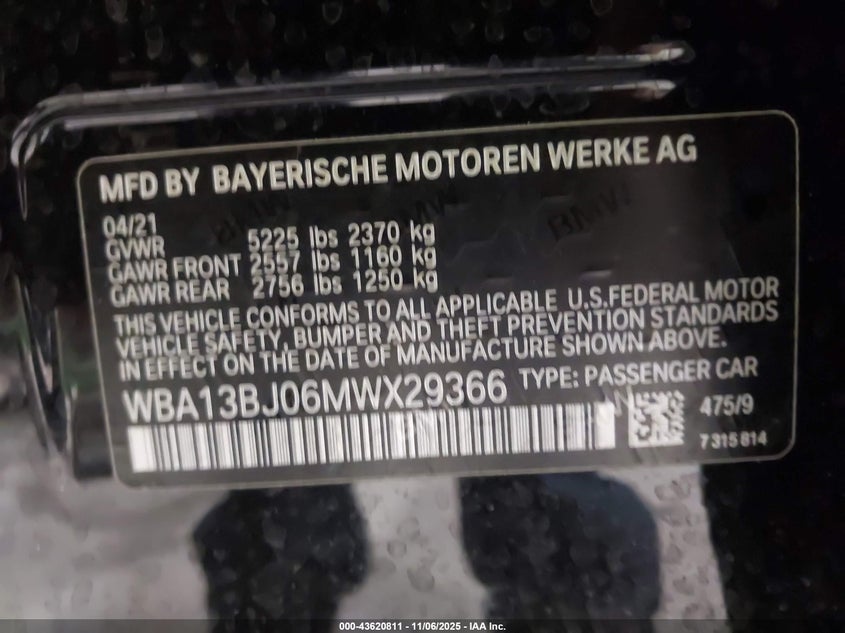 MFD BY BAYERISCHE MOTOREN WERKE AG
04/21
GVWR 5225 lbs 2370 kg
GAWR FRONT 2557 lbs 1160 kg
GAWR REAR 2756 lbs 1250 kg
THIS VEHICLE CONFORMS TO ALL APPLICABLE U.S.FEDERAL MOTOR
VEHICLE SAFETY, BUMPER AND THEFT PREVENTION STANDARDS
IN EFFECT ON THE DATE OF MANUFACTURE SHOWN ABOVE.
WBA13BJ06MWX29366 TYPE: PASSENGER CAR
475/9
7315814
000-43620811 - 11/06/2025 - IAA Inc.